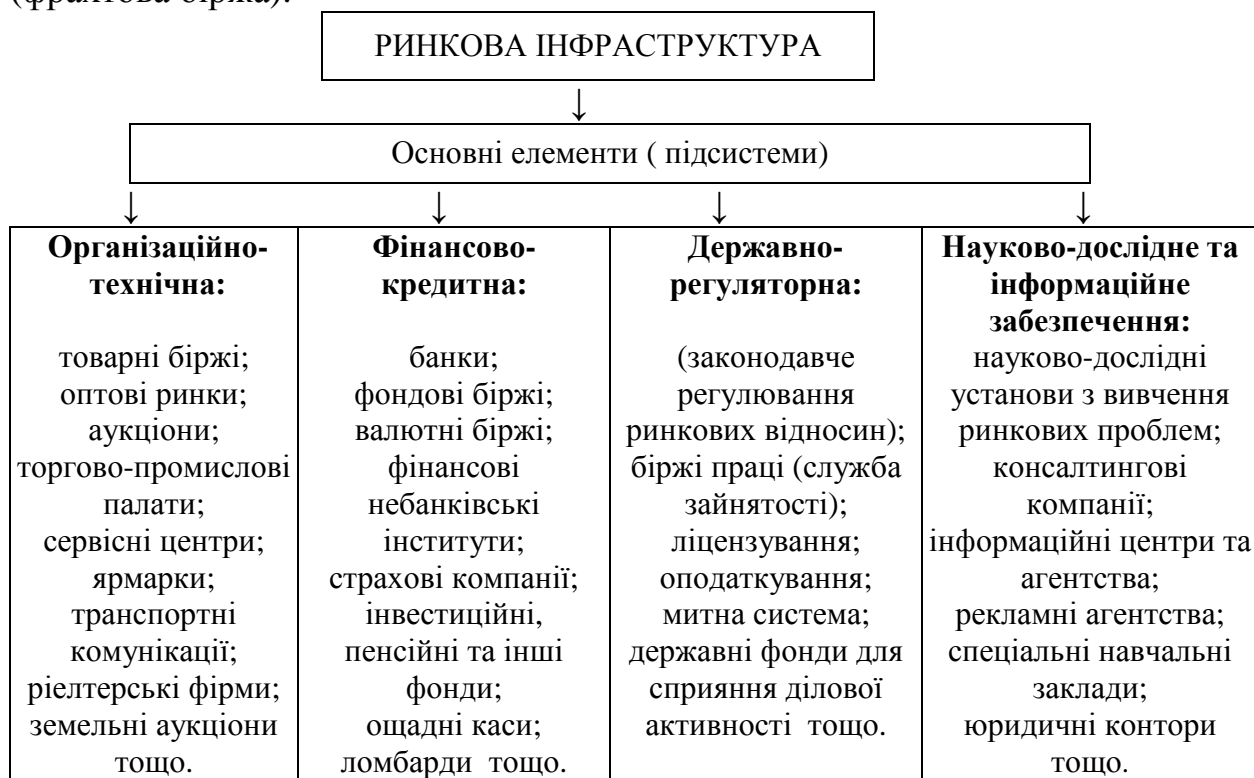 (фрахтова біржа).
РИНКОВА ІНФРАСТРУКТУРА
↓
Основні елементи ( підсистеми)
↓ ↓ ↓ ↓
Організаційно-
технічна:
товарні біржі;
оптові ринки;
аукціони;
торгово-промислові
палати;
сервісні центри;
ярмарки;
транспортні
комунікації;
ріелтерські фірми;
земельні аукціони
тощо.
Фінансово-
кредитна:
банки;
фондові біржі;
валютні біржі;
фінансові
небанківські
інститути;
страхові компанії;
інвестиційні,
пенсійні та інші
фонди;
ощадні каси;
ломбарди тощо.
Державно-
регуляторна:
(законодавче
регулювання
ринкових відносин);
біржі праці (служба
зайнятості);
ліцензування;
оподаткування;
митна система;
державні фонди для
сприяння ділової
активності тощо.
Науково-дослідне та
інформаційне
забезпечення:
науково-дослідні
установи з вивчення
ринкових проблем;
консалтингові
компанії;
інформаційні центри та
агентства;
рекламні агентства;
спеціальні навчальні
заклади;
юридичні контори
тощо.